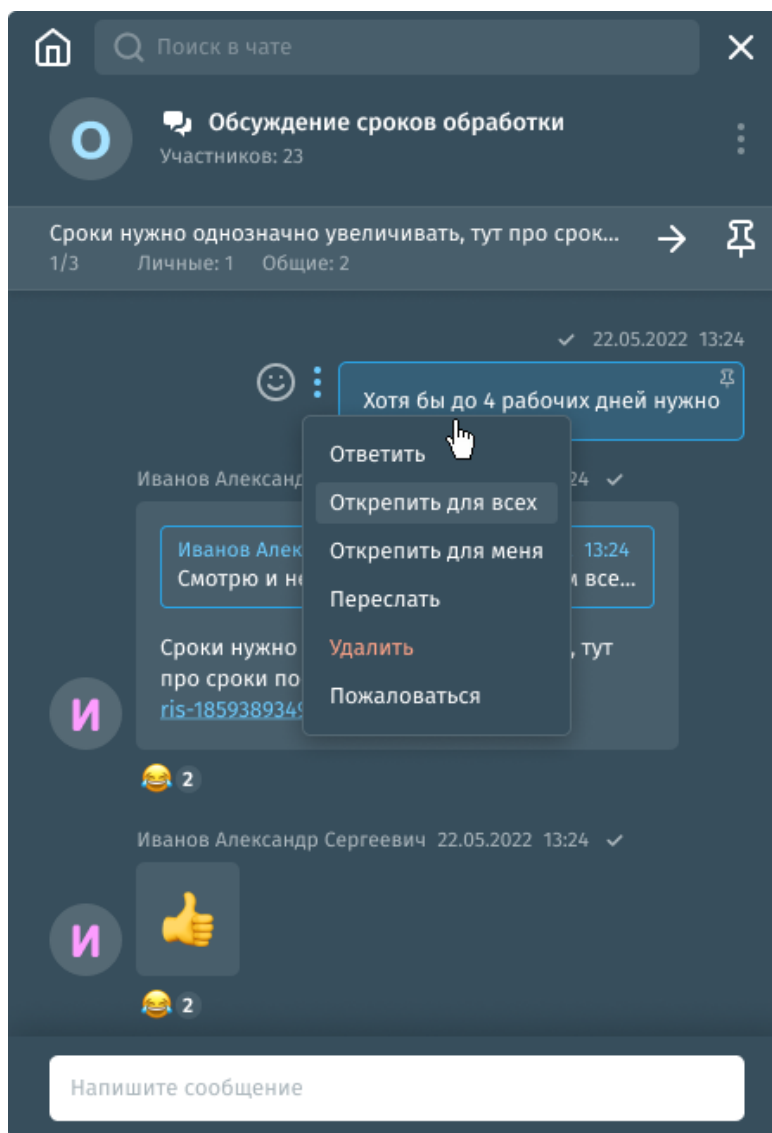 Поиск в чате
О
Обсуждение сроков обработки
Участников: 23
Сроки нужно однозначно увеличивать, тут про срок...
1/3 Личные: 1 Общие: 2
22.05.2022 13:24
Хотя бы до 4 рабочих дней нужно
Ответить
Открепить для всех
Открепить для меня
Переслать
Удалить
Пожаловаться
Иванов Александ 24
Иванов Алек 13:24
Смотрю и не все...
Сроки нужно , тут
про сроки по
ris-1859389349
И
2
Иванов Александр Сергеевич 22.05.2022 13:24
И
2
Напишите сообщение